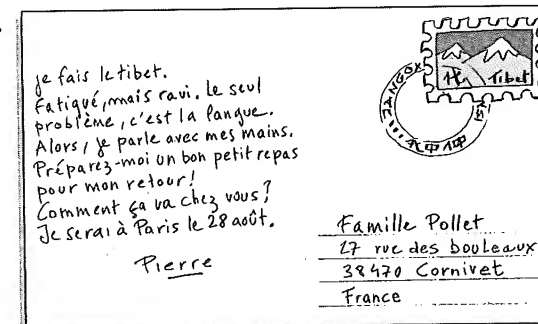 je fais le tibet.
Fatigué, mais ravi. Le seul
problème, c'est la langue.
Alors, je parle avec mes mains.
Préparez-moi un bon petit repas
pour mon retour!
Comment ça va chez vous?
Je serai à Paris le 28 août.
Pierre
Tibet
Famille Pollet
27 rue des bouleaux
38470 Cornivet
France